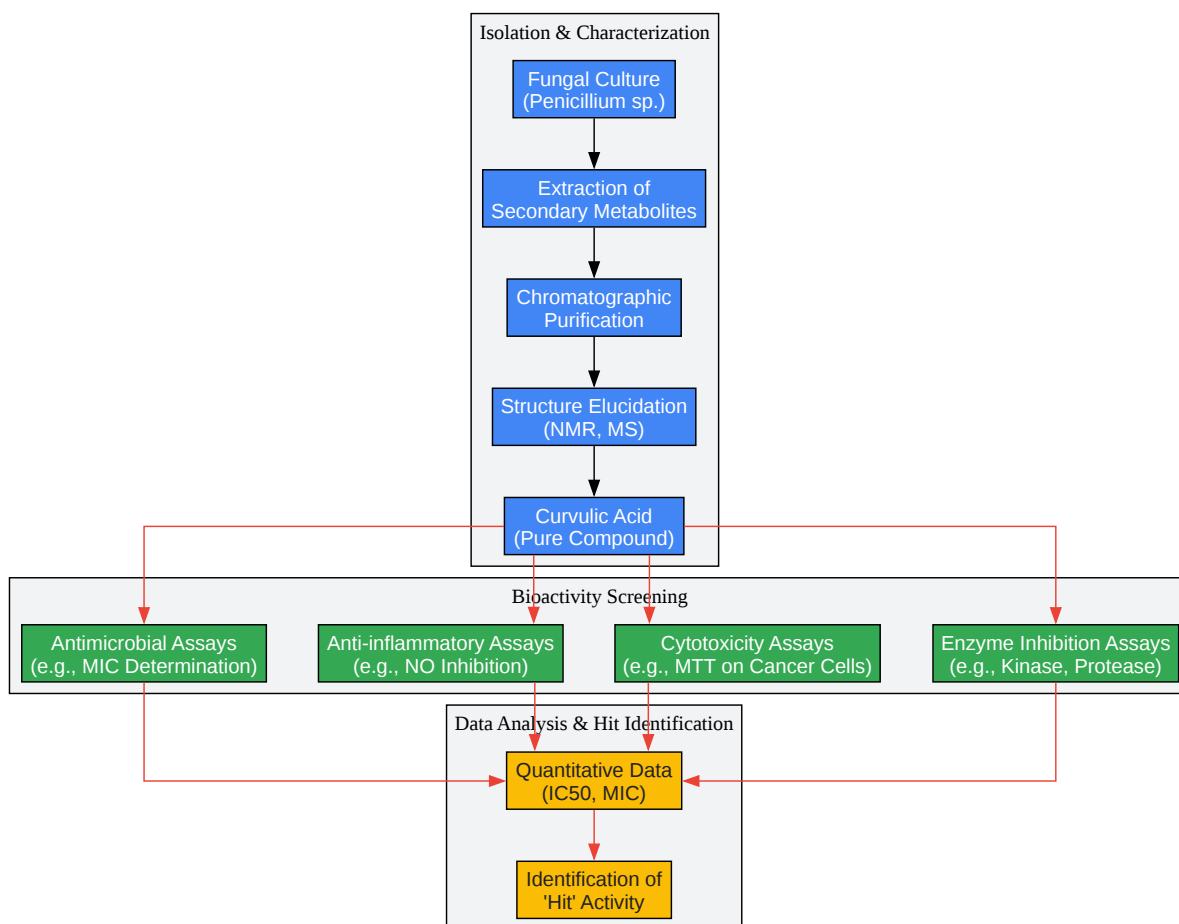 Isolation & Characterization
Fungal Culture
(Penicillium sp.)
Extraction of
Secondary Metabolites
Chromatographic
Purification
Structure Elucidation
(NMR, MS)
Curvulic Acid
(Pure Compound)
Bioactivity Screening
Antimicrobial Assays
(e.g., MIC Determination)
Anti-inflammatory Assays
(e.g., NO Inhibition)
Cytotoxicity Assays
(e.g., MTT on Cancer Cells)
Enzyme Inhibition Assays
(e.g., Kinase, Protease)
Data Analysis & Hit Identification
Quantitative Data
(IC50, MIC)
Identification of
'Hit' Activity